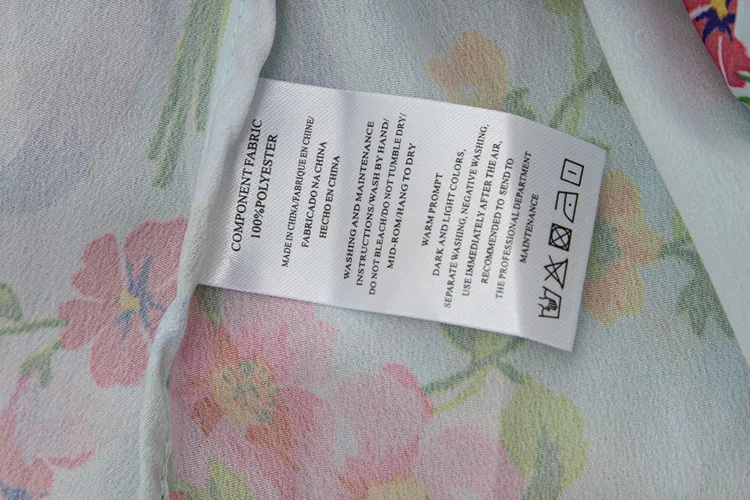 COMPONENT FABRIC
100%POLYESTER
MADE IN CHINA/FABRIQUE EN CHINE/
FABRICADO NA CHINA
HECHO EN CHINA
WASHING AND MAINTENANCE
INSTRUCTIONS/WASH BY HAND/
DO NOT BLEACH/DO NOT TUMBLE DRY/
MID-ROM/HANG TO DRY
WARM PROMPT
DARK AND LIGHT COLORS,
SEPARATE WASHING, NEGATIVE WASHING,
USE IMMEDIATELY AFTER THE AIR,
RECOMMENDED TO SEND TO
THE PROFESSIONAL DEPARTMENT
MAINTENANCE